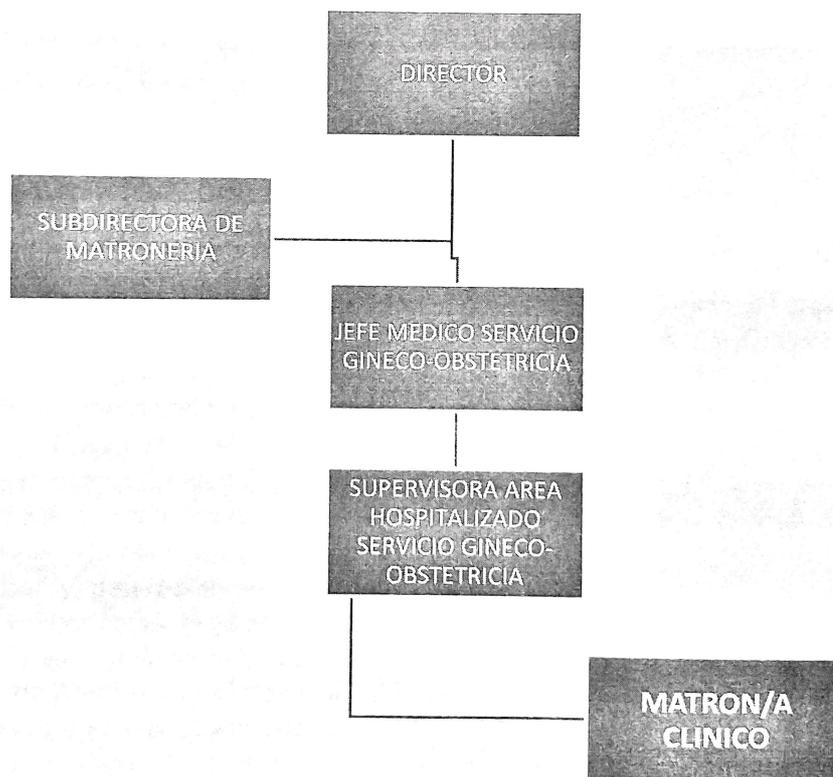 DIRECTOR
SUBDIRECTORA DE
MATRONERIA
JEFE MEDICO SERVICIO
GINECO-OBSTETRICIA
SUPERVISORA AREA
HOSPITALIZADO
SERVICIO GINECO-
OBSTETRICIA
MATRON/A
CLINICO